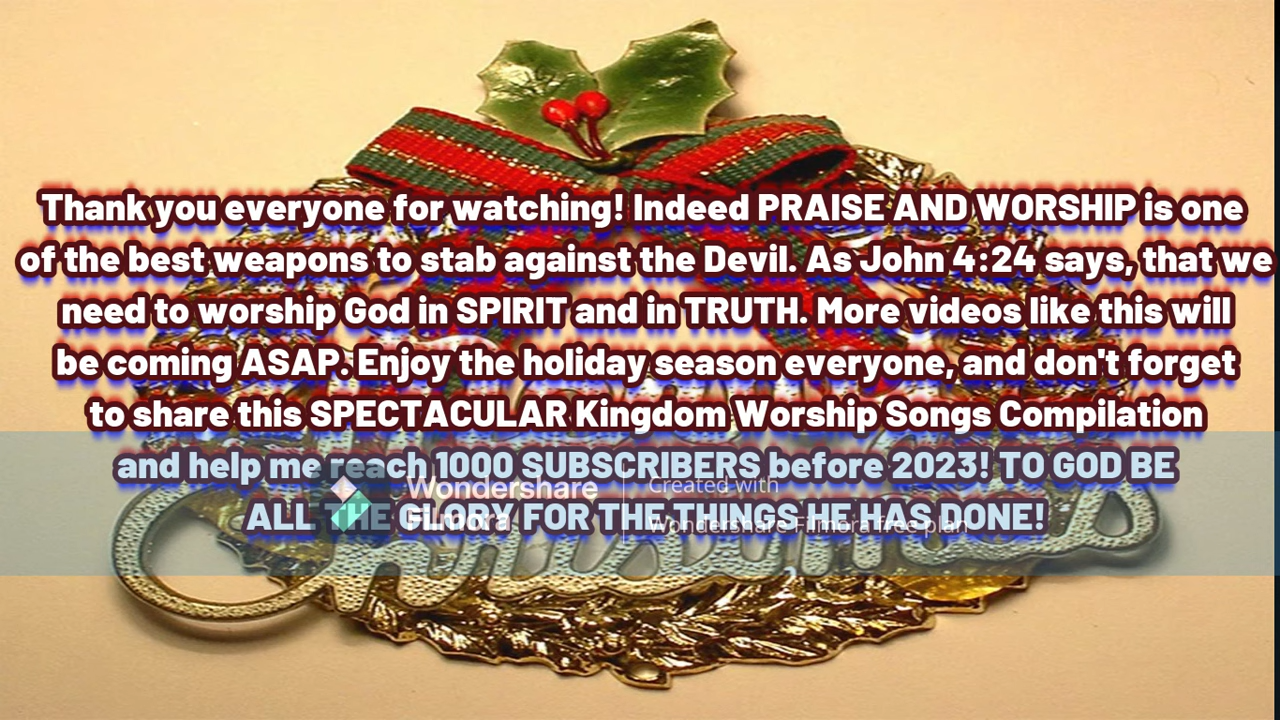 Thank you everyone for watching! Indeed PRAISE AND WORSHIP is one
of the best weapons to stab against the Devil. As John 4:24 says, that we
need to worship God in SPIRIT and in TRUTH. More videos like this will
be coming ASAP. Enjoy the holiday season everyone, and don't forget
to share this SPECTACULAR Kingdom Worship Songs Compilation
and help me reach 1000 SUBSCRIBERS before 2023! TO GOD BE
ALL THE GLORY FOR THE THINGS HE HAS DONE!
Wondershare
Filmora
Created with
Wondershare Filmora free plan
Christmas